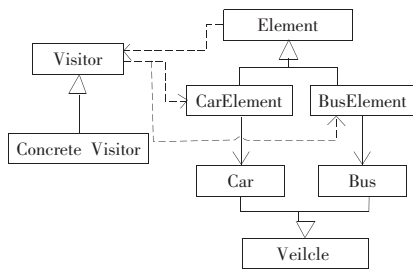 Element
Visitor
CarElement
BusElement
Concrete Visitor
Car
Bus
Veilcle